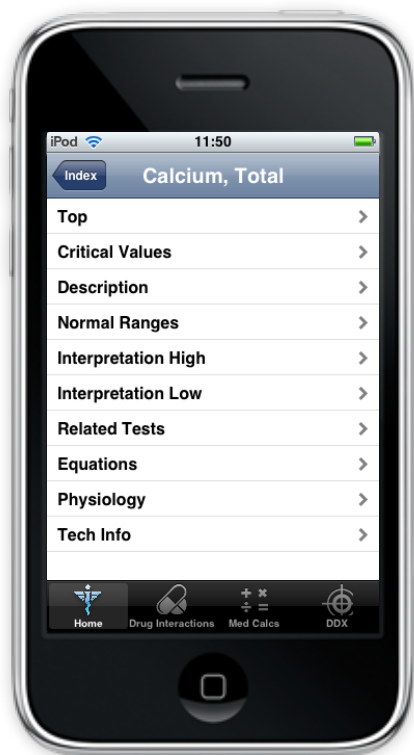 iPod 11:50
Index Calcium, Total
Top
Critical Values
Description
Normal Ranges
Interpretation High
Interpretation Low
Related Tests
Equations
Physiology
Tech Info
Home Drug Interactions Med Calcs DDX